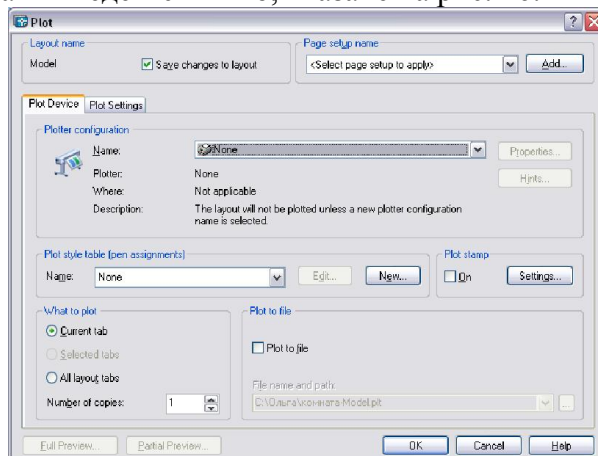 Plot
Layout name
Model
Save changes to layout
Page setup name
<Select page setup to apply>
Add...
Plot Device
Plot Settings
Plotter configuration
Name:
None
Properties...
Plotter:
None
Hints...
Where:
Not applicable
Description:
The layout will not be plotted unless a new plotter configuration
name is selected.
Plot style table (pen assignments)
Name:
None
Edit...
New...
Plot stamp
On
Settings...
What to plot
Current tab
Selected tabs
All layout tabs
Number of copies:
1
Plot to file
Plot to file
File name and path:
C:\Ольга\комната-Model.plt
...
Full Preview...
Partial Preview...
OK
Cancel
Help